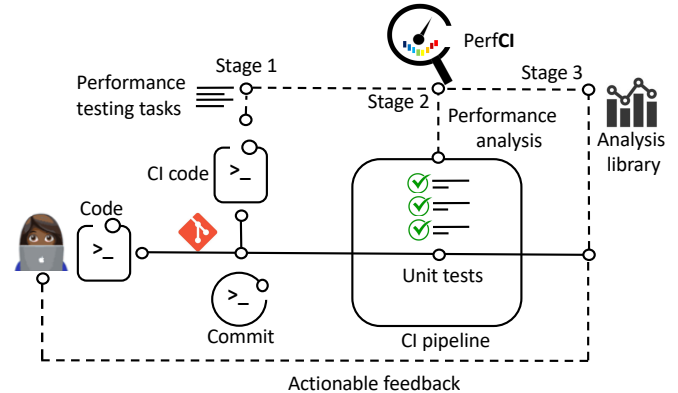 PerfCI
Stage 1
Stage 2
Stage 3
Performance
testing tasks
Performance
analysis
Analysis
library
CI code
>_
Code
>_
>_
Commit
Unit tests
CI pipeline
Actionable feedback